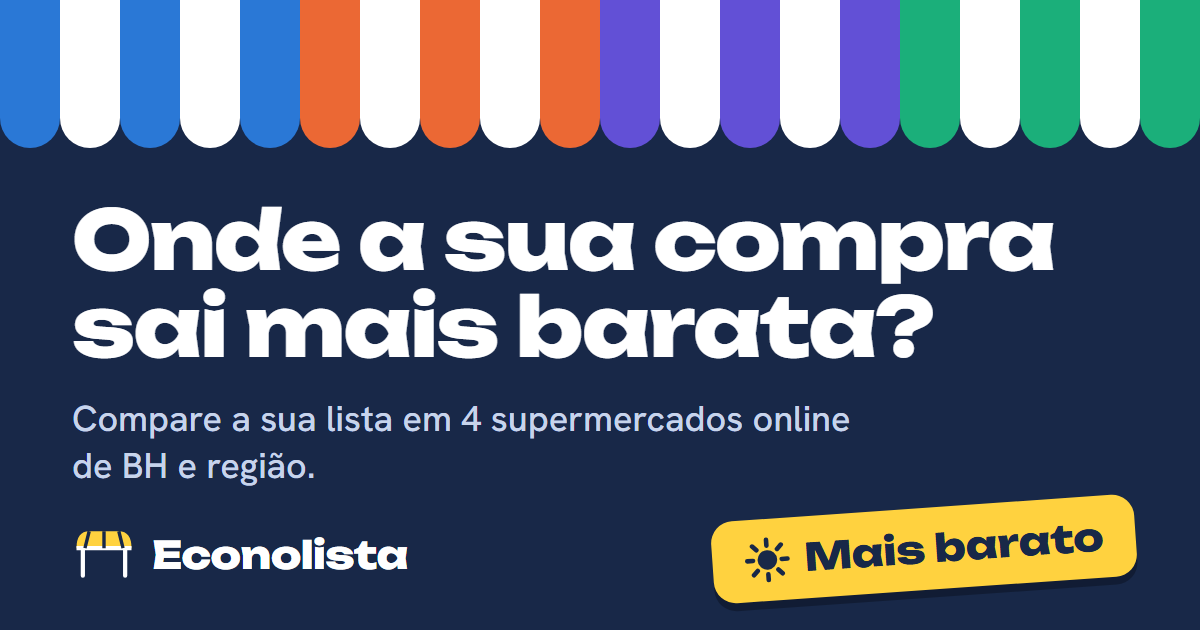 Onde a sua compra
sai mais barata?
Compare a sua lista em 4 supermercados online
de BH e região.
Econolista
Mais barato